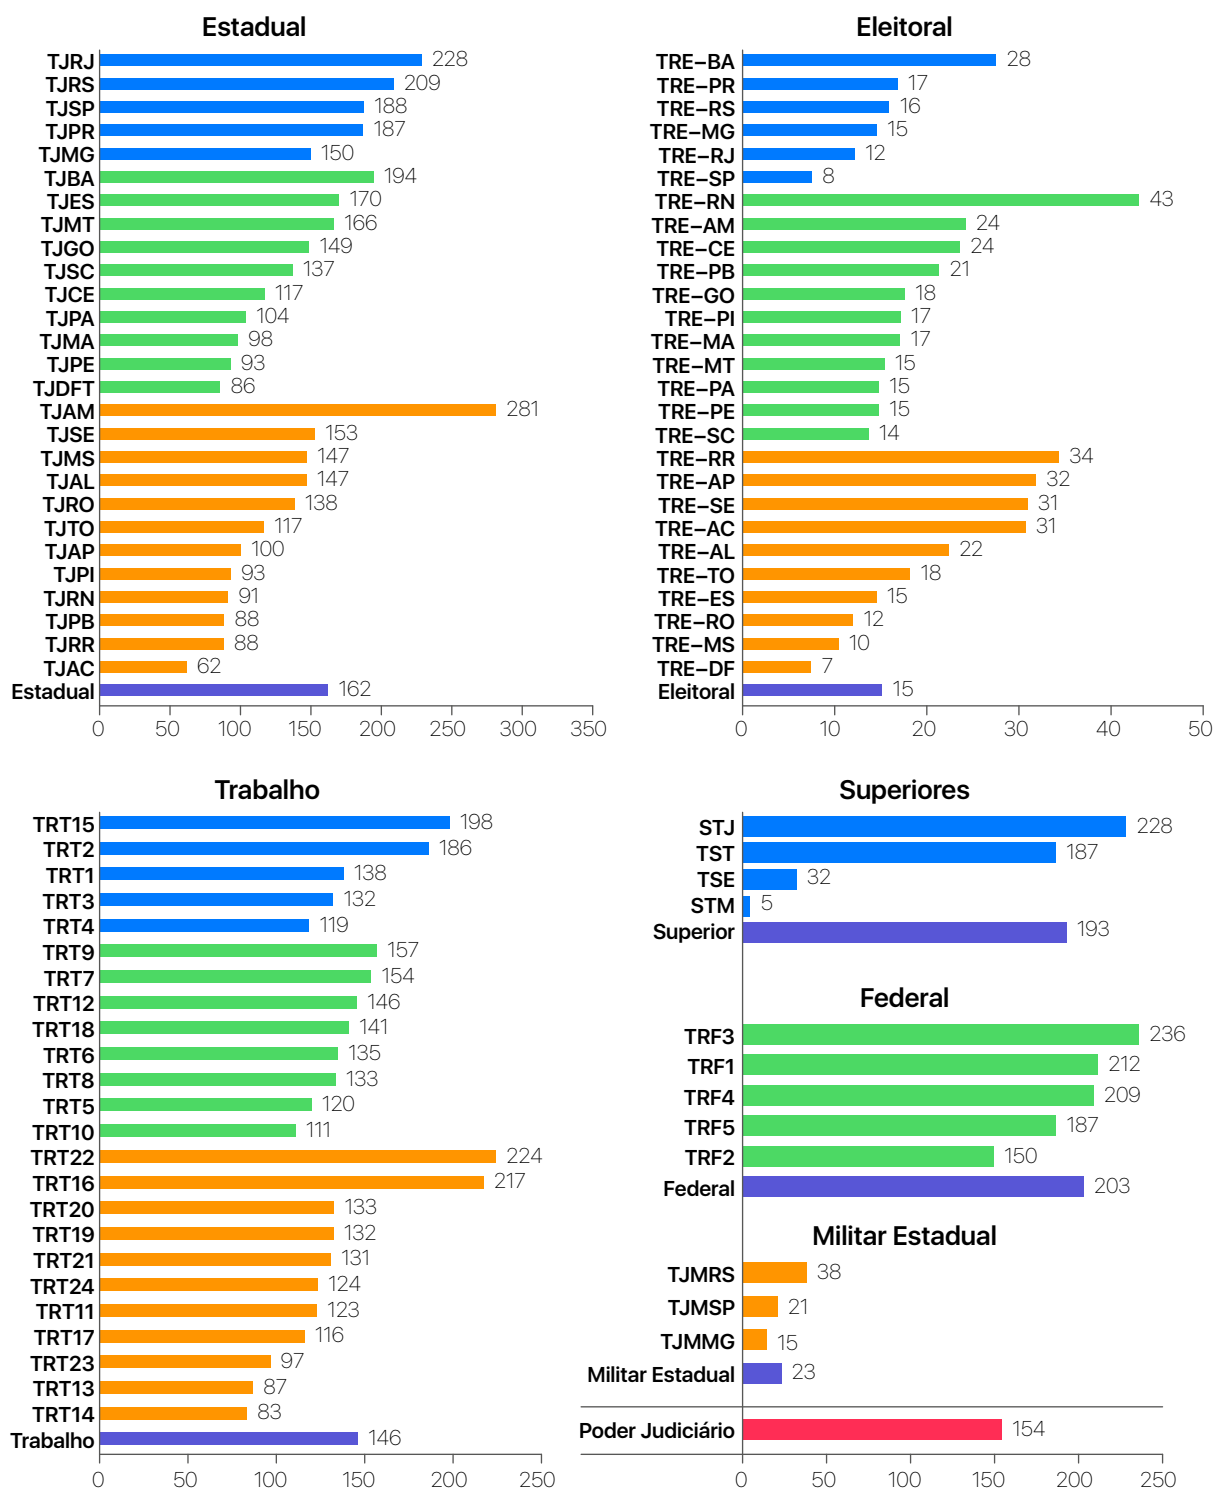 Estadual
TJRJ 228
TJRS 209
TJSP 188
TJPR 187
TJMG 150
TJBA 194
TJES 170
TJMT 166
TJGO 149
TJSC 137
TJCE 117
TJPA 104
TJMA 98
TJPE 93
TJDFT 86
TJAM 281
TJSE 153
TJMS 147
TJAL 147
TJRO 138
TJTO 117
TJAP 100
TJPI 93
TJRN 91
TJPB 88
TJRR 88
TJAC 62
Estadual 162
0 50 100 150 200 250 300 350
Eleitoral
TRE–BA 28
TRE–PR 17
TRE–RS 16
TRE–MG 15
TRE–RJ 12
TRE–SP 8
TRE–RN 43
TRE–AM 24
TRE–CE 24
TRE–PB 21
TRE–GO 18
TRE–PI 17
TRE–MA 17
TRE–MT 15
TRE–PA 15
TRE–PE 15
TRE–SC 14
TRE–RR 34
TRE–AP 32
TRE–SE 31
TRE–AC 31
TRE–AL 22
TRE–TO 18
TRE–ES 15
TRE–RO 12
TRE–MS 10
TRE–DF 7
Eleitoral 15
0 10 20 30 40 50
Trabalho
TRT15 198
TRT2 186
TRT1 138
TRT3 132
TRT4 119
TRT9 157
TRT7 154
TRT12 146
TRT18 141
TRT6 135
TRT8 133
TRT5 120
TRT10 111
TRT22 224
TRT16 217
TRT20 133
TRT19 132
TRT21 131
TRT24 124
TRT11 123
TRT17 116
TRT23 97
TRT13 87
TRT14 83
Trabalho 146
0 50 100 150 200 250
Superiores
STJ 228
TST 187
TSE 32
STM 5
Superior 193
Federal
TRF3 236
TRF1 212
TRF4 209
TRF5 187
TRF2 150
Federal 203
Militar Estadual
TJMRS 38
TJMSP 21
TJMMG 15
Militar Estadual 23
Poder Judiciário 154
0 50 100 150 200 250